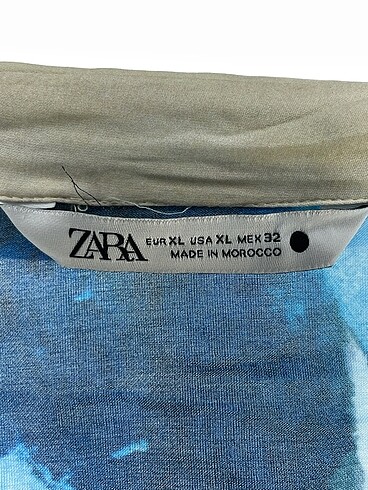 ZARA
EUR XL USA XL MEX 32
MADE IN MOROCCO